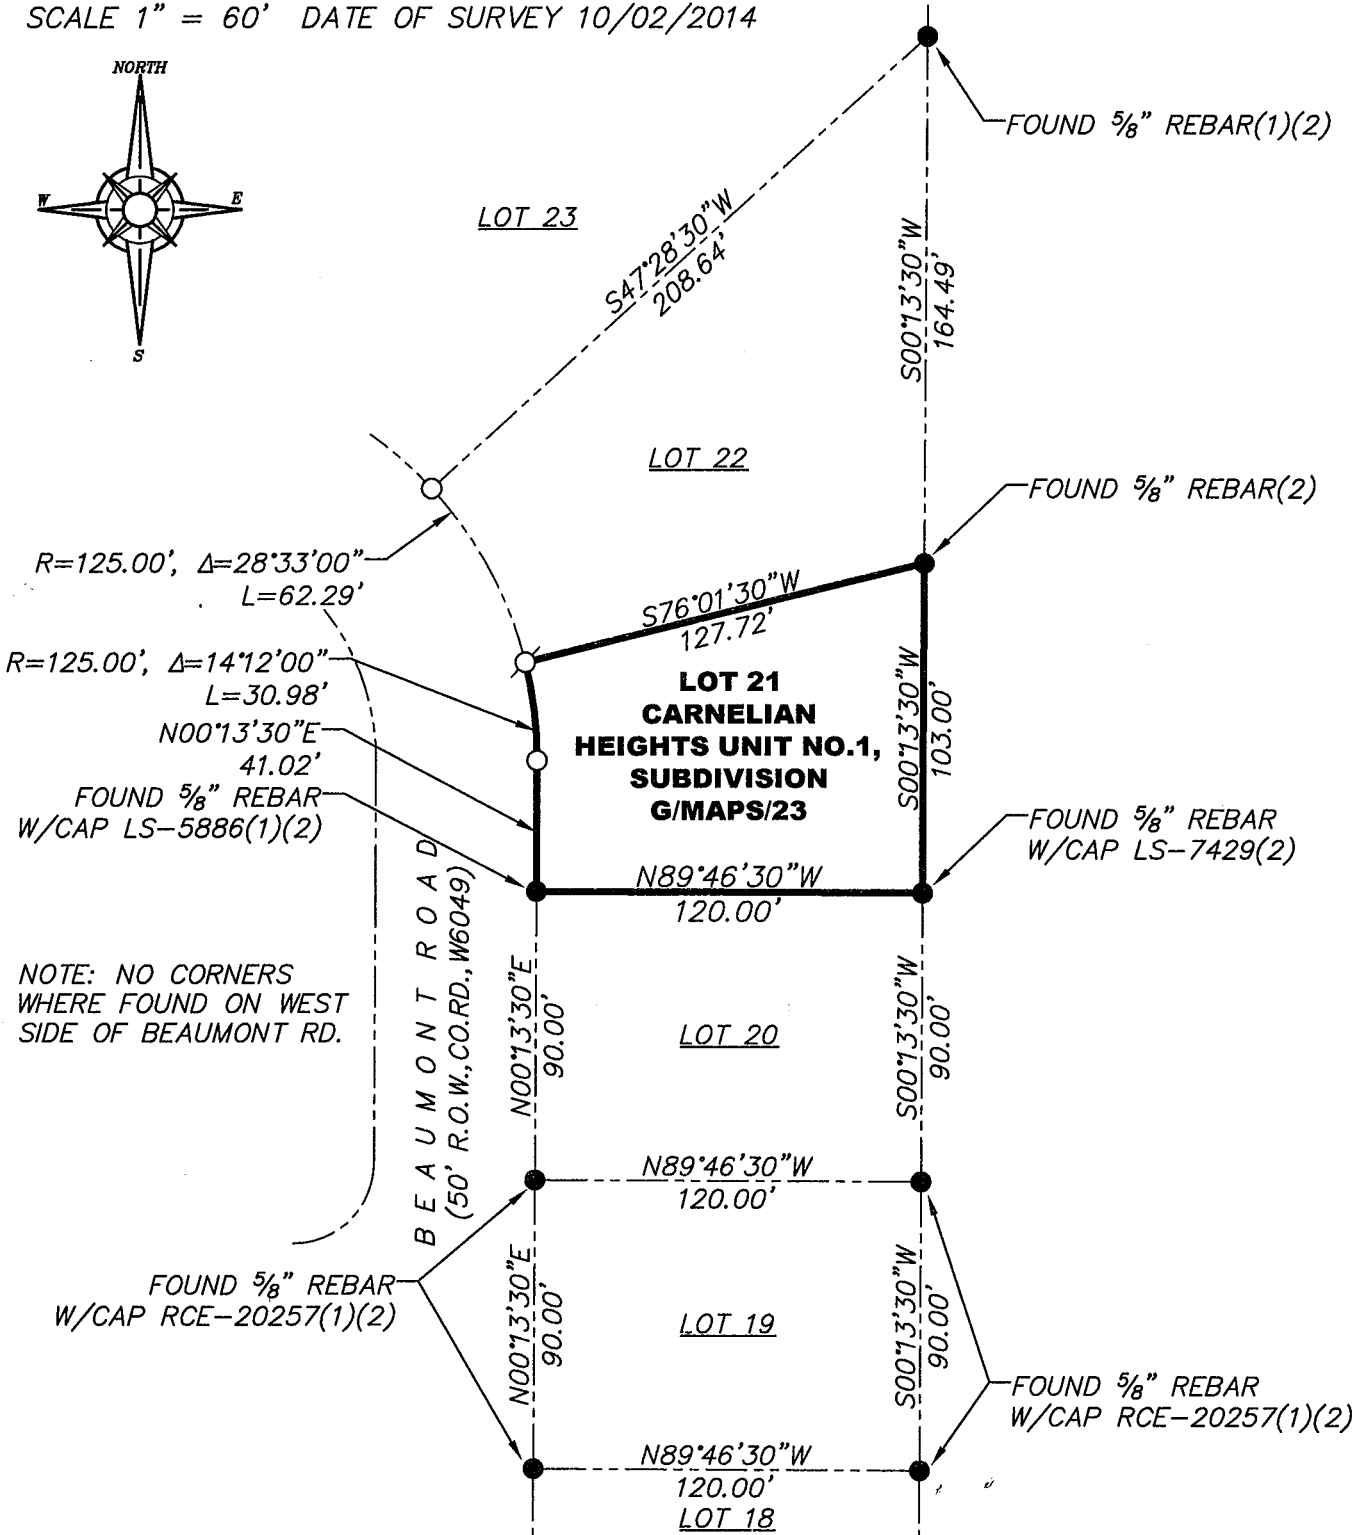 SCALE 1" = 60' DATE OF SURVEY 10/02/2014
NORTH
W
E
S
FOUND 5/8" REBAR(1)(2)
LOT 23
S47°28'30"W
208.64'
S00°13'30"W
164.49'
LOT 22
FOUND 5/8" REBAR(2)
R=125.00', Δ=28°33'00"
L=62.29'
S76°01'30"W
127.72'
R=125.00', Δ=14°12'00"
L=30.98'
N00°13'30"E
41.02'
FOUND 5/8" REBAR
W/CAP LS-5886(1)(2)
LOT 21
CARNELIAN
HEIGHTS UNIT NO.1,
SUBDIVISION
G/MAPS/23
S00°13'30"W
103.00'
FOUND 5/8" REBAR
W/CAP LS-7429(2)
N89°46'30"W
120.00'
BEAUMONT ROAD
(50' R.O.W.,CO.RD.,W6049)
NOTE: NO CORNERS
WHERE FOUND ON WEST
SIDE OF BEAUMONT RD.
N00°13'30"E
90.00'
LOT 20
S00°13'30"W
90.00'
N89°46'30"W
120.00'
FOUND 5/8" REBAR
W/CAP RCE-20257(1)(2)
N00°13'30"E
90.00'
LOT 19
S00°13'30"W
90.00'
FOUND 5/8" REBAR
W/CAP RCE-20257(1)(2)
N89°46'30"W
120.00'
LOT 18